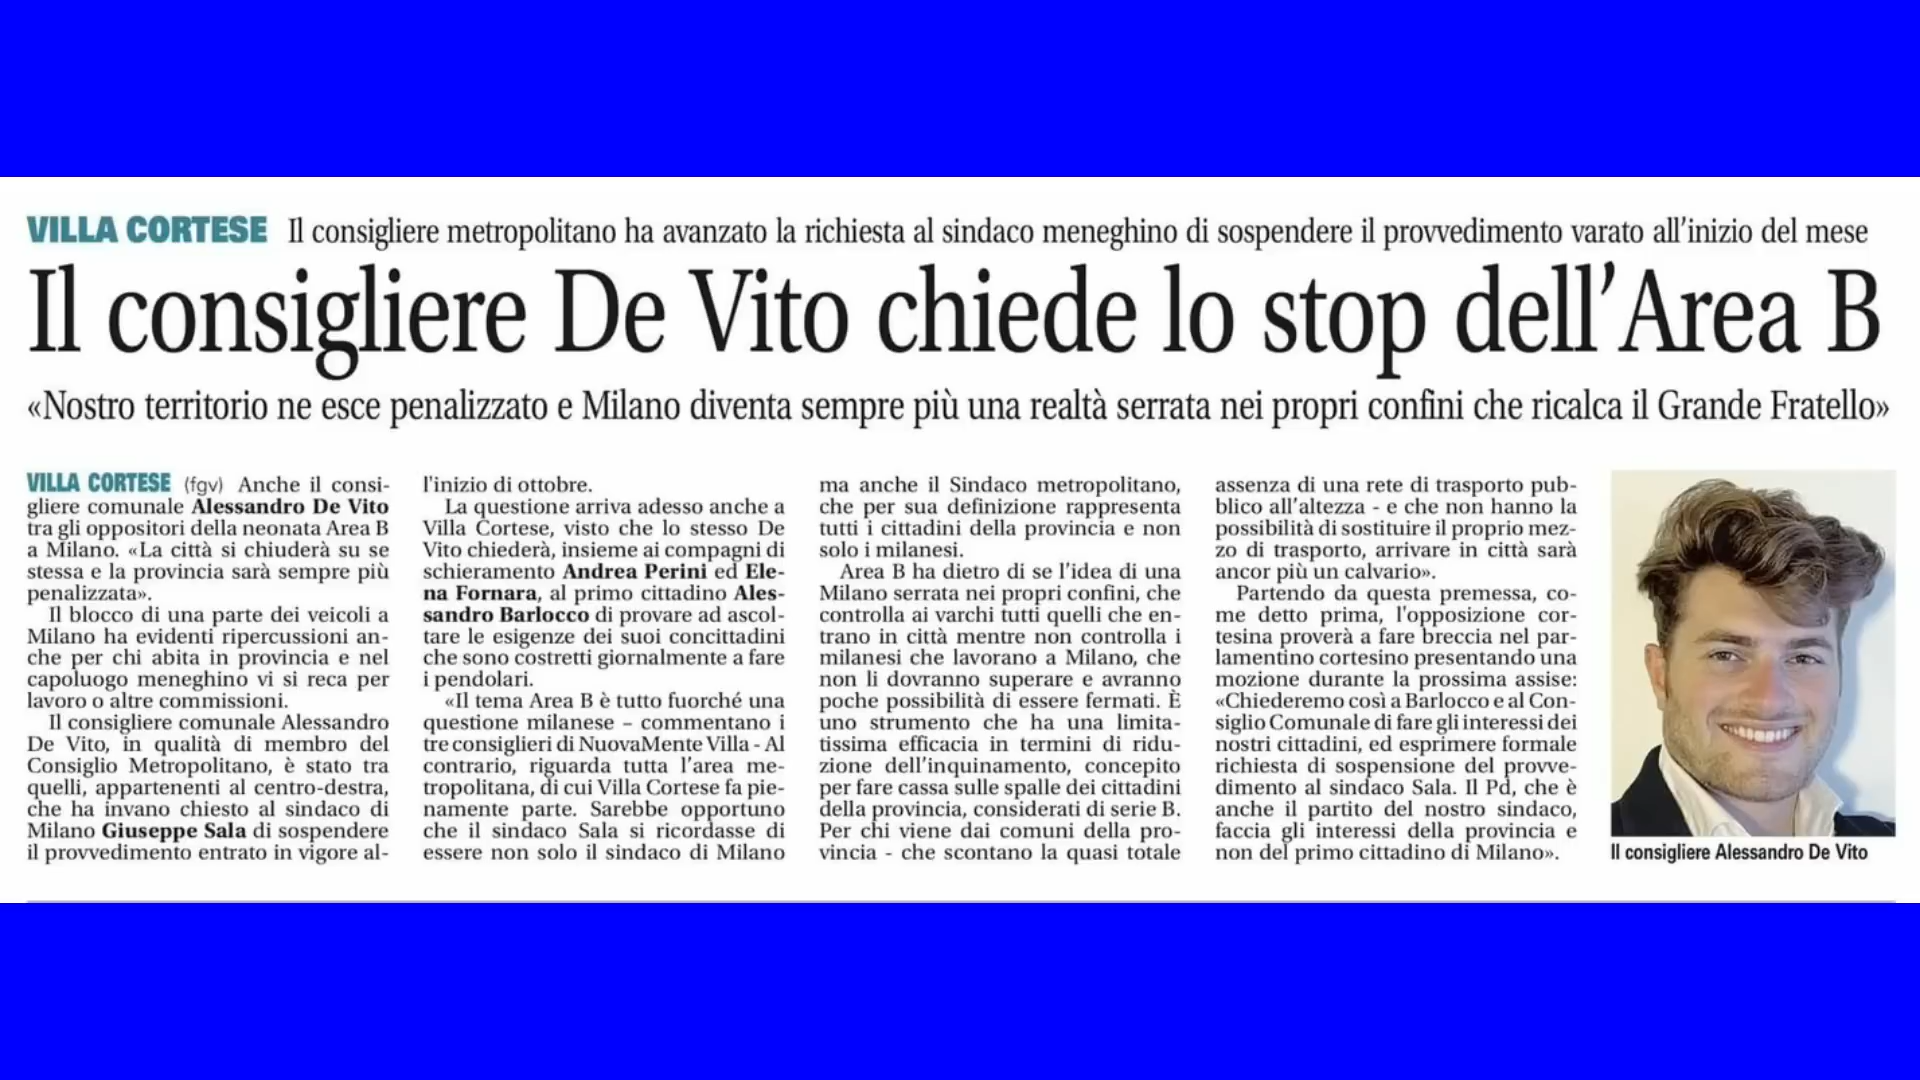 VILLA CORTESE Il consigliere metropolitano ha avanzato la richiesta al sindaco meneghino di sospendere il provvedimento varato all'inizio del mese
Il consigliere De Vito chiede lo stop dell'Area B
«Nostro territorio ne esce penalizzato e Milano diventa sempre più una realtà serrata nei propri confini che ricalca il Grande Fratello»
VILLA CORTESE (fgv) Anche il consi-
gliere comunale Alessandro De Vito
tra gli oppositori della neonata Area B
a Milano. «La città si chiuderà su se
stessa e la provincia sarà sempre più
penalizzata».
Il blocco di una parte dei veicoli a
Milano ha evidenti ripercussioni an-
che per chi abita in provincia e nel
capoluogo meneghino vi si reca per
lavoro o altre commissioni.
Il consigliere comunale Alessandro
De Vito, in qualità di membro del
Consiglio Metropolitano, è stato tra
quelli, appartenenti al centro-destra,
che ha invano chiesto al sindaco di
Milano Giuseppe Sala di sospendere
il provvedimento entrato in vigore al-
l'inizio di ottobre.
La questione arriva adesso anche a
Villa Cortese, visto che lo stesso De
Vito chiederà, insieme ai compagni di
schieramento Andrea Perini ed Ele-
na Fornara, al primo cittadino Ales-
sandro Barlocco di provare ad ascol-
tare le esigenze dei suoi concittadini
che sono costretti giornalmente a fare
i pendolari.
«Il tema Area B è tutto fuorché una
questione milanese – commentano i
tre consiglieri di NuovaMente Villa - Al
contrario, riguarda tutta l'area me-
tropolitana, di cui Villa Cortese fa pie-
namente parte. Sarebbe opportuno
che il sindaco Sala si ricordasse di
essere non solo il sindaco di Milano
ma anche il Sindaco metropolitano,
che per sua definizione rappresenta
tutti i cittadini della provincia e non
solo i milanesi.
Area B ha dietro di se l'idea di una
Milano serrata nei propri confini, che
controlla ai varchi tutti quelli che en-
trano in città mentre non controlla i
milanesi che lavorano a Milano, che
non li dovranno superare e avranno
poche possibilità di essere fermati. È
uno strumento che ha una limita-
tissima efficacia in termini di ridu-
zione dell'inquinamento, concepito
per fare cassa sulle spalle dei cittadini
della provincia, considerati di serie B.
Per chi viene dai comuni della pro-
vincia - che scontano la quasi totale
assenza di una rete di trasporto pub-
blico all'altezza - e che non hanno la
possibilità di sostituire il proprio mez-
zo di trasporto, arrivare in città sarà
ancor più un calvario».
Partendo da questa premessa, co-
me detto prima, l'opposizione cor-
tesina proverà a fare breccia nel par-
lamentino cortesino presentando una
mozione durante la prossima assise:
«Chiederemo così a Barlocco e al Con-
siglio Comunale di fare gli interessi dei
nostri cittadini, ed esprimere formale
richiesta di sospensione del provve-
dimento al sindaco Sala. Il Pd, che è
anche il partito del nostro sindaco,
faccia gli interessi della provincia e
non del primo cittadino di Milano».
Il consigliere Alessandro De Vito